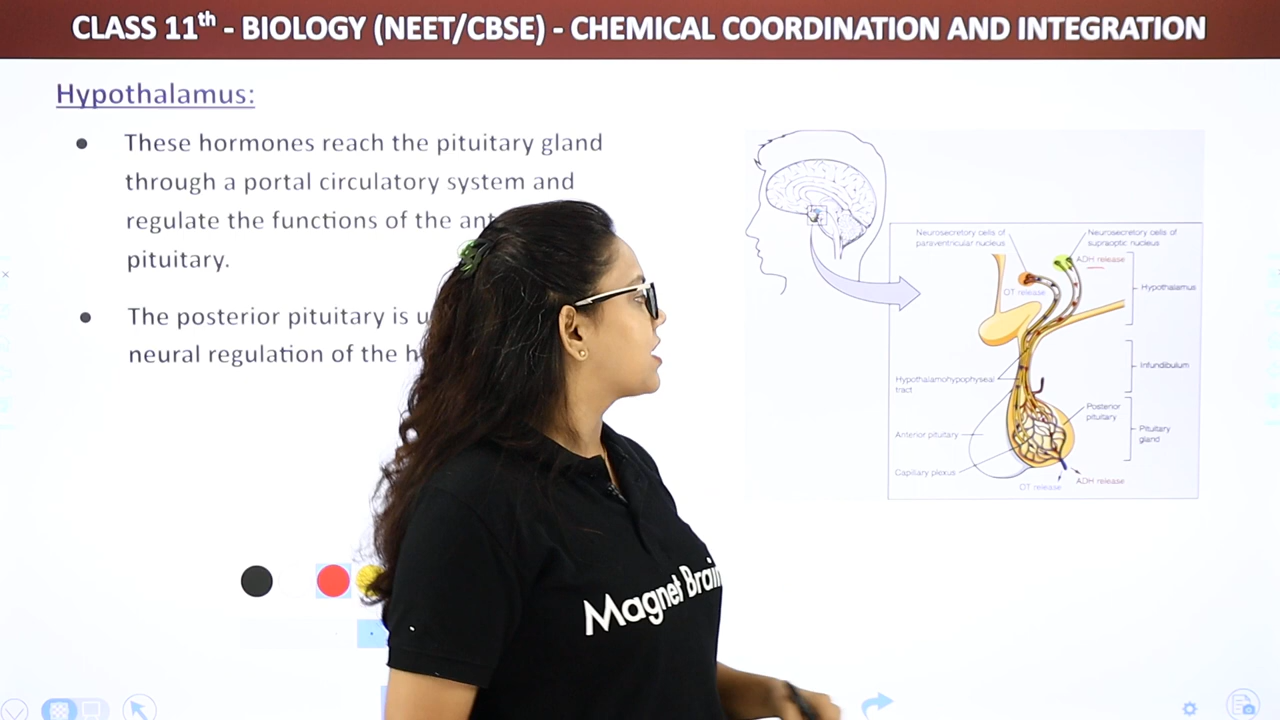 CLASS 11th - BIOLOGY (NEET/CBSE) - CHEMICAL COORDINATION AND INTEGRATION
Hypothalamus:
These hormones reach the pituitary gland
through a portal circulatory system and
regulate the functions of the
pituitary.
The posterior pituitary is
neural regulation of the
Neurosecretory cells of
paraventricular nucleus
Neurosecretory cells of
supraoptic nucleus
ADH release
OT release
Hypothalamus
Infundibulum
Hypothalamohypophyseal
tract
Posterior
pituitary
Pituitary
gland
Anterior pituitary
Capillary plexus
OT release
ADH release
Magnet Brain